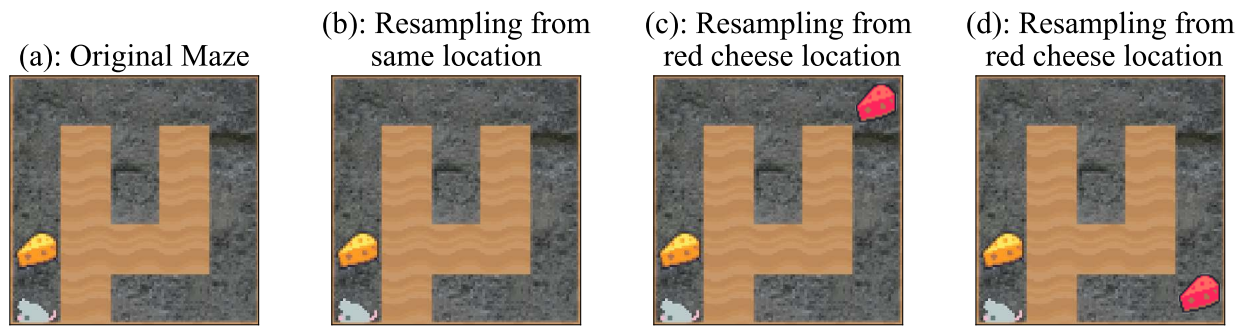 (a): Original Maze
(b): Resampling from
same location
(c): Resampling from
red cheese location
(d): Resampling from
red cheese location